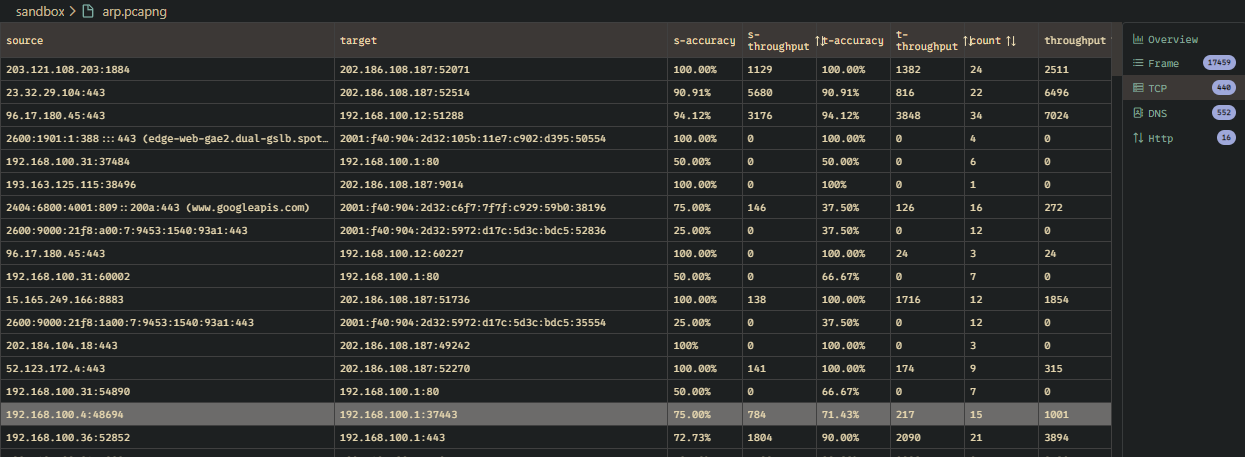 sandbox > arp.pcapng
source target s-accuracy s-throughput t-accuracy t-throughput count throughput
203.121.108.203:1884 202.186.108.187:52071 100.00% 1129 100.00% 1382 24 2511
23.32.29.104:443 202.186.108.187:52514 90.91% 5680 90.91% 816 22 6496
96.17.180.45:443 192.168.100.12:51288 94.12% 3176 94.12% 3848 34 7024
2600:1901:1:388:::443 (edge-web-gae2.dual-gslb.spot… 2001:f40:904:2d32:105b:11e7:c902:d395:50554 100.00% 0 100.00% 0 4 0
192.168.100.31:37484 192.168.100.1:80 50.00% 0 50.00% 0 6 0
193.163.125.115:38496 202.186.108.187:9014 100.00% 0 100% 0 1 0
2404:6800:4001:809::200a:443 (www.googleapis.com) 2001:f40:904:2d32:c6f7:7f7f:c929:59b0:38196 75.00% 146 37.50% 126 16 272
2600:9000:21f8:a00:7:9453:1540:93a1:443 2001:f40:904:2d32:5972:d17c:5d3c:bdc5:52836 25.00% 0 37.50% 0 12 0
96.17.180.45:443 192.168.100.12:60227 100.00% 0 100.00% 24 3 24
192.168.100.31:60002 192.168.100.1:80 50.00% 0 66.67% 0 7 0
15.165.249.166:8883 202.186.108.187:51736 100.00% 138 100.00% 1716 12 1854
2600:9000:21f8:1a00:7:9453:1540:93a1:443 2001:f40:904:2d32:5972:d17c:5d3c:bdc5:35554 25.00% 0 37.50% 0 12 0
202.184.104.18:443 202.186.108.187:49242 100% 0 100.00% 0 3 0
52.123.172.4:443 202.186.108.187:52270 100.00% 141 100.00% 174 9 315
192.168.100.31:54890 192.168.100.1:80 50.00% 0 66.67% 0 7 0
192.168.100.4:48694 192.168.100.1:37443 75.00% 784 71.43% 217 15 1001
192.168.100.36:52852 192.168.100.1:443 72.73% 1804 90.00% 2090 21 3894
Overview
Frame 17459
TCP 440
DNS 552
Http 16